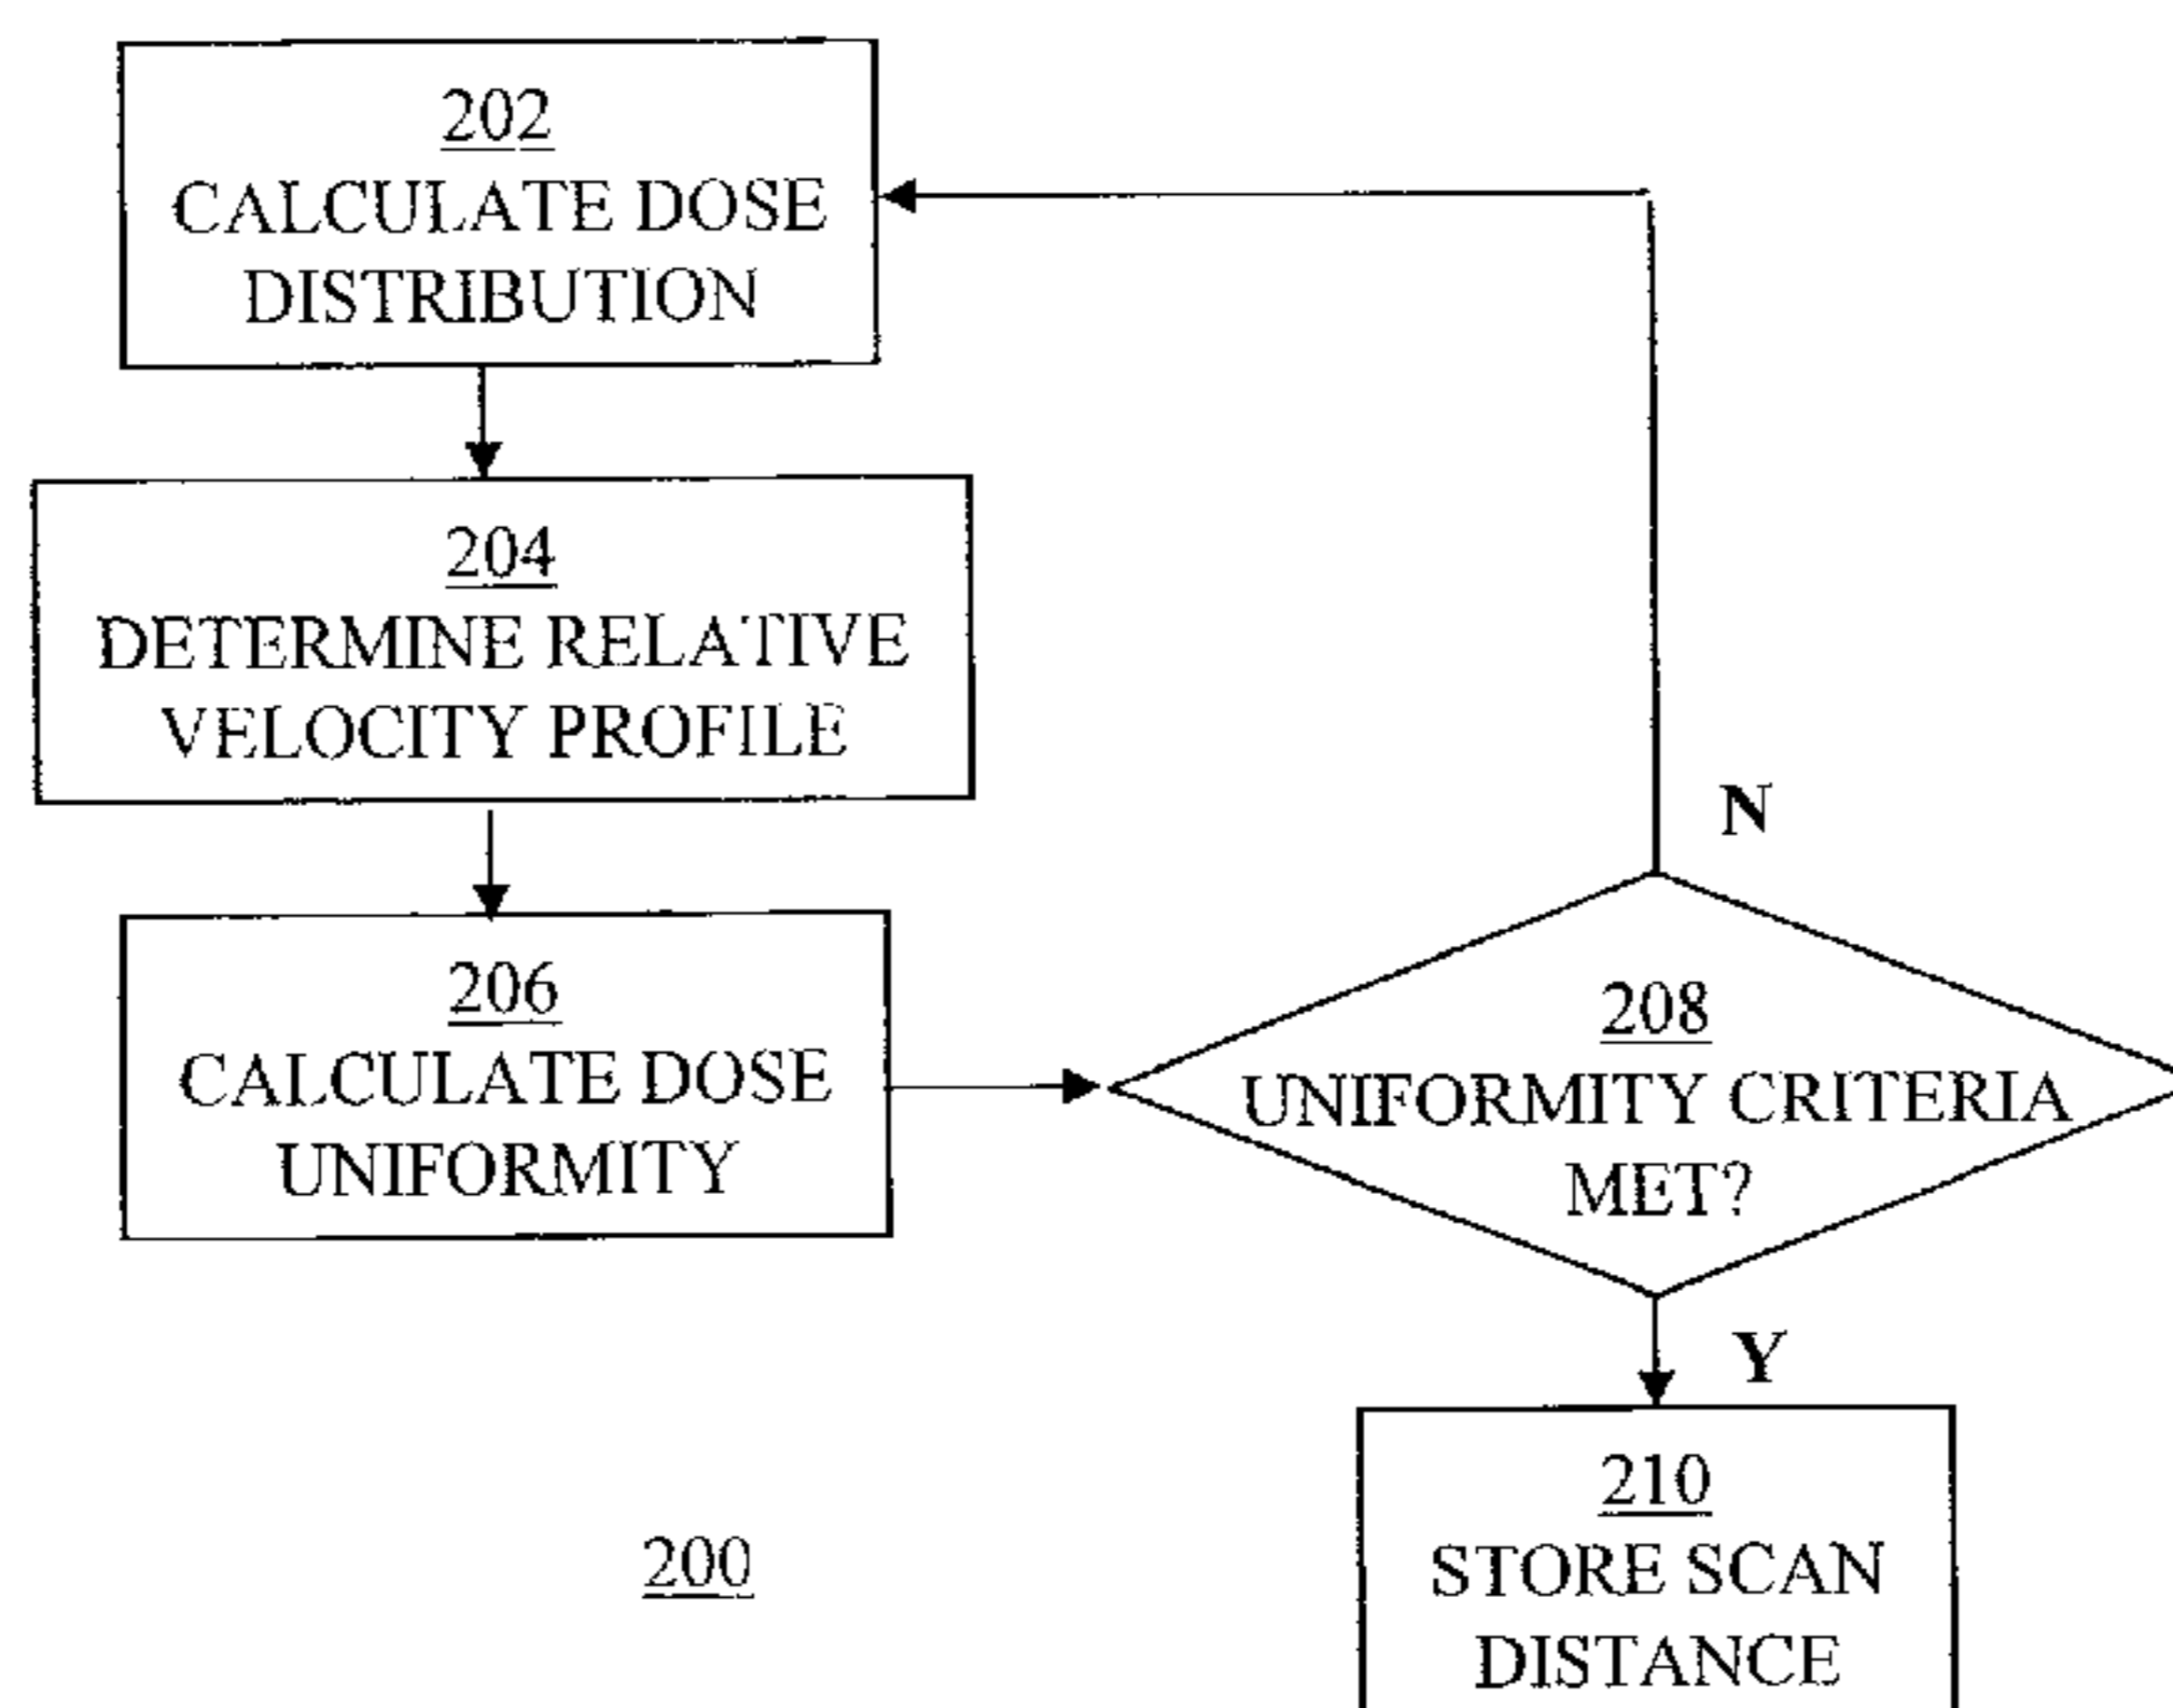 202
CALCULATE DOSE
DISTRIBUTION
204
DETERMINE RELATIVE
VELOCITY PROFILE
N
206
CALCULATE DOSE
UNIFORMITY
208
UNIFORMITY CRITERIA
MET?
Y
210
STORE SCAN
DISTANCE
200